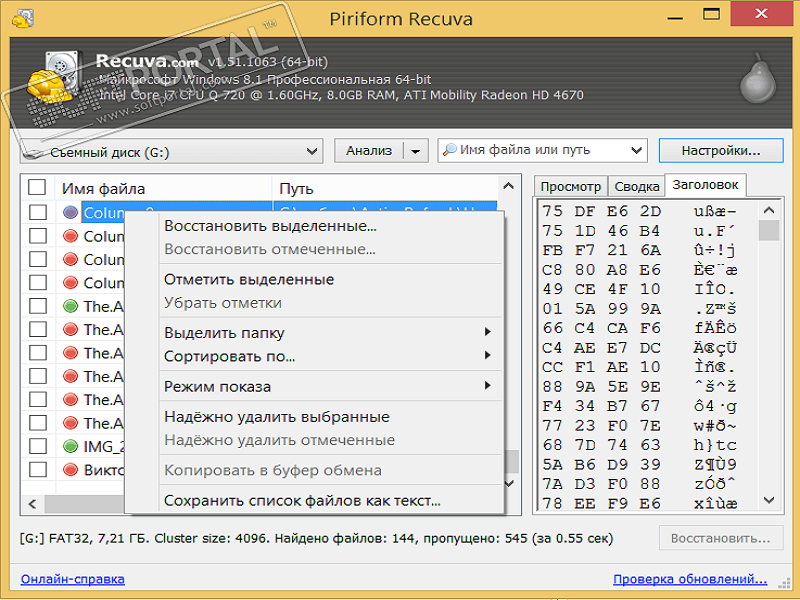 Piriform Recuva
Recuva.com v1.51.1063 (64-bit)
Майкрософт Windows 8.1 Профессиональная 64-bit
Intel Core i7 CPU Q 720 @ 1.60GHz, 8.0GB RAM, ATI Mobility Radeon HD 4670
PORTAL™
www.softportal.com
Съемный диск (G:)
Анализ
Имя файла или путь
Настройки...
Имя файла
Путь
Просмотр
Сводка
Заголовок
Colum
Colum
Colum
Colum
The.A
The.A
The.A
The.A
The.A
The.A
IMG_2
Викто
Восстановить выделенные...
Восстановить отмеченные...
Отметить выделенные
Убрать отметки
Выделить папку
Сортировать по...
Режим показа
Надёжно удалить выбранные
Надёжно удалить отмеченные
Копировать в буфер обмена
Сохранить список файлов как текст...
75 DF E6 2D ußæ–
75 1D 46 B4 u.F´
FB F7 21 6A û÷!j
C8 80 A8 E6 È€¨æ
49 CE 4F 10 IÎO.
01 5A 99 9A .Z™š
66 C4 CA F6 fÄÊö
C4 AE E7 DC Ä®çÜ
CC F1 AE 10 Ìñ®.
88 9A 5E 9E ˆš^ž
F4 34 B7 67 ô4·g
77 23 F0 7E w#ð~
68 7D 74 63 h}tc
5A B6 D9 39 Z¶Ù9
7A D3 F0 88 zÓðˆ
78 EE F9 E6 xîùæ
[G:] FAT32, 7,21 ГБ. Cluster size: 4096. Найдено файлов: 144, пропущено: 545 (за 0.55 сек)
Восстановить...
Онлайн-справка
Проверка обновлений...